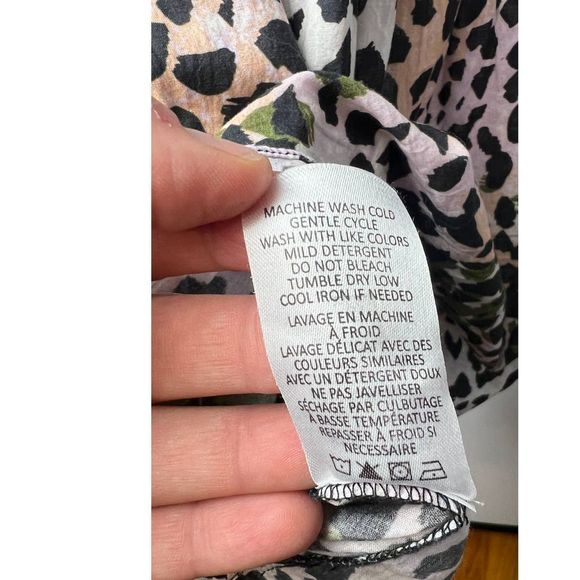 MACHINE WASH COLD
GENTLE CYCLE
WASH WITH LIKE COLORS
MILD DETERGENT
DO NOT BLEACH
TUMBLE DRY LOW
COOL IRON IF NEEDED
LAVAGE EN MACHINE
À FROID
LAVAGE DÉLICAT AVEC DES
COULEURS SIMILAIRES
AVEC UN DÉTERGENT DOUX
NE PAS JAVELLISER
SÉCHAGE PAR CULBUTAGE
À BASSE TEMPÉRATURE
REPASSER À FROID SI
NECESSAIRE